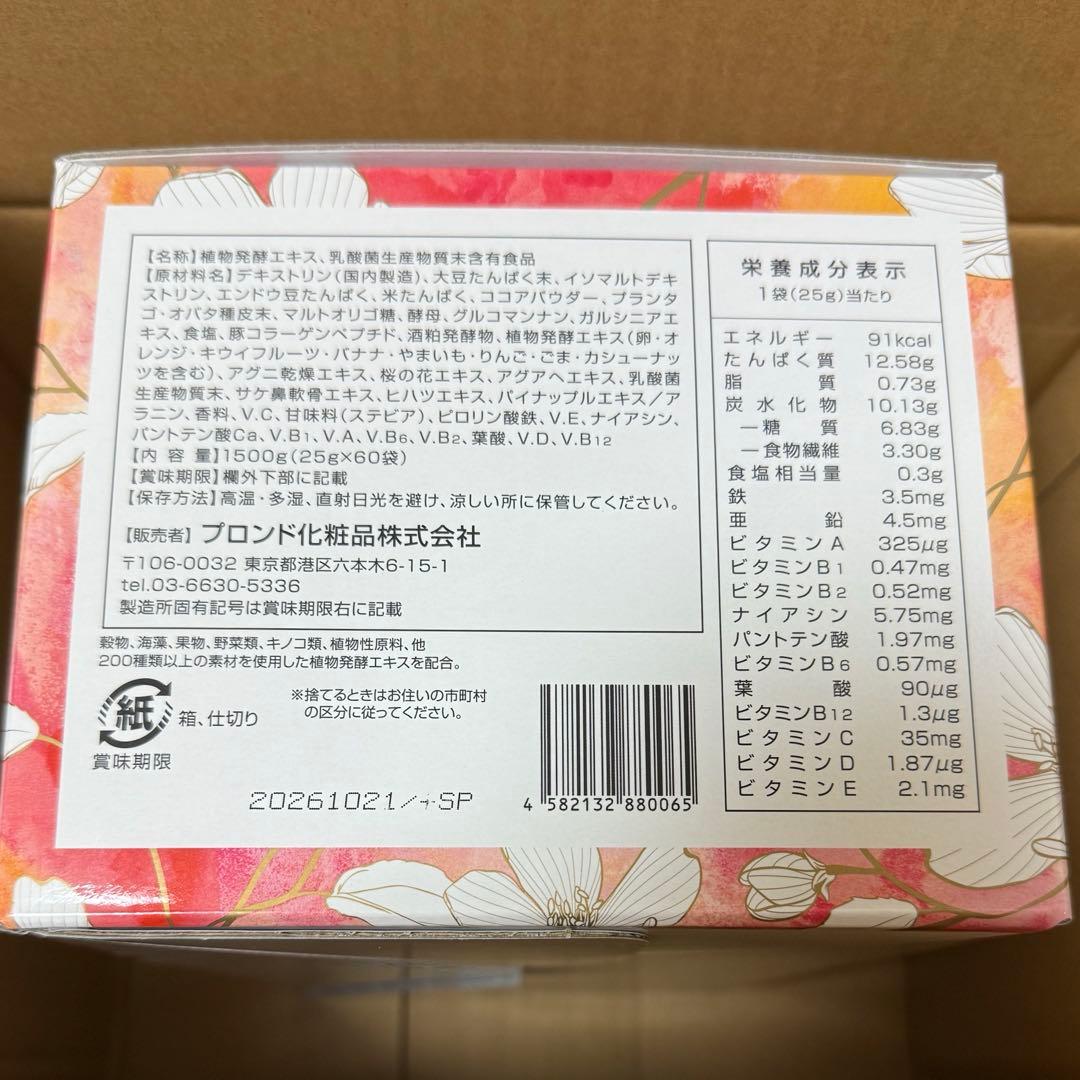 【名称】植物発酵エキス、乳酸菌生産物質末含有食品
【原材料名】デキストリン(国内製造)、大豆たんぱく末、イソマルトデキ
ストリン、エンドウ豆たんぱく、米たんぱく、ココアパウダー、プランタ
ゴ・オバタ種皮末、マルトオリゴ糖、酵母、グルコマンナン、ガルシニアエ
キス、食塩、豚コラーゲンペプチド、酒粕発酵物、植物発酵エキス(卵・オ
レンジ・キウイフルーツ・バナナ・やまいも・りんご・ごま・カシューナッ
ツを含む)、アグニ乾燥エキス、桜の花エキス、アグアヘエキス、乳酸菌
生産物質末、サケ鼻軟骨エキス、ヒハツエキス、パイナップルエキス/ア
ラニン、香料、V.C、甘味料(ステビア)、ピロリン酸鉄、V.E、ナイアシン、
パントテン酸Ca、V.B1、V.A、V.B6、V.B2、葉酸、V.D、V.B12
【内容量】1500g(25g×60袋)
【賞味期限】欄外下部に記載
【保存方法】高温・多湿、直射日光を避け、涼しい所に保管してください。
【販売者】プロンド化粧品株式会社
〒106-0032 東京都港区六本木6-15-1
tel.03-6630-5336
製造所固有記号は賞味期限右に記載
穀物、海藻、果物、野菜類、キノコ類、植物性原料、他
200種類以上の素材を使用した植物発酵エキスを配合。
紙 箱、仕切り
※捨てるときはお住いの市町村
の区分に従ってください。
賞味期限
20261021/+SP
4 582132 880065
栄養成分表示
1袋(25g)当たり
エネルギー 91kcal
たんぱく質 12.58g
脂質 0.73g
炭水化物 10.13g
―糖質 6.83g
―食物繊維 3.30g
食塩相当量 0.3g
鉄 3.5mg
亜鉛 4.5mg
ビタミンA 325μg
ビタミンB1 0.47mg
ビタミンB2 0.52mg
ナイアシン 5.75mg
パントテン酸 1.97mg
ビタミンB6 0.57mg
葉酸 90μg
ビタミンB12 1.3μg
ビタミンC 35mg
ビタミンD 1.87μg
ビタミンE 2.1mg